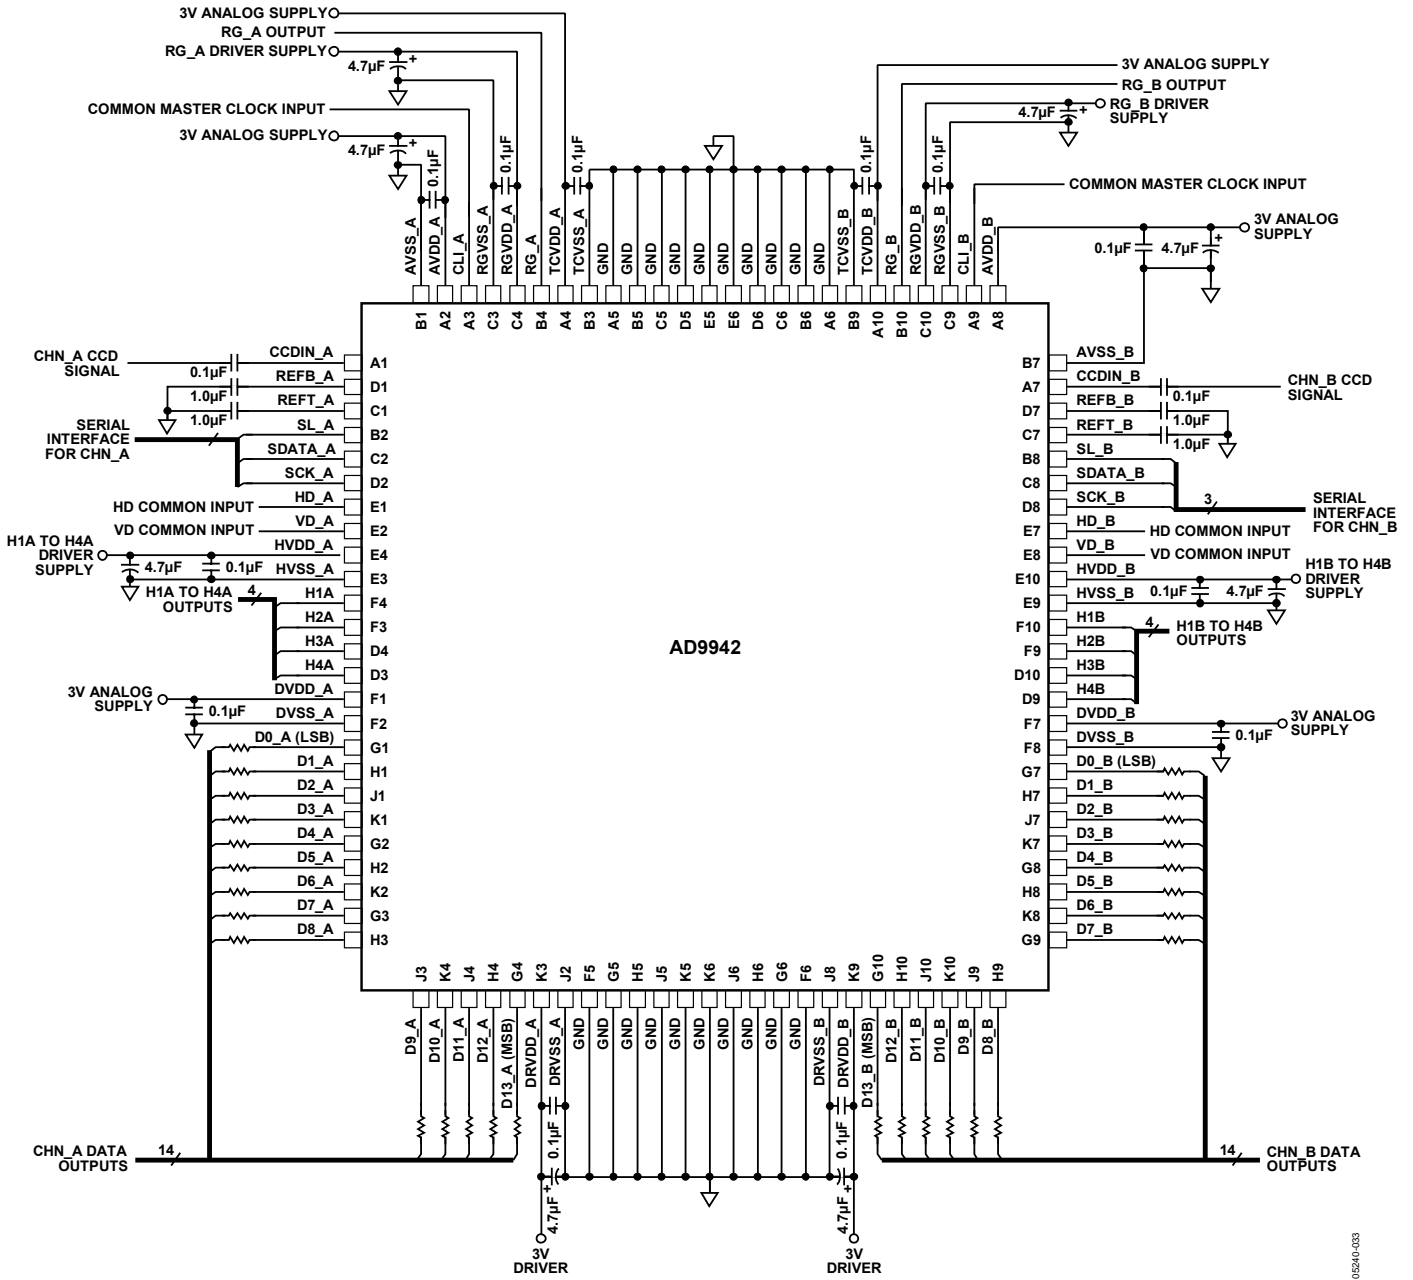 3V ANALOG SUPPLY
RG_A OUTPUT
RG_A DRIVER SUPPLY
4.7µF +
COMMON MASTER CLOCK INPUT
3V ANALOG SUPPLY
4.7µF +
0.1µF
0.1µF
0.1µF
3V ANALOG SUPPLY
RG_B OUTPUT
RG_B DRIVER
SUPPLY
4.7µF +
0.1µF
0.1µF
COMMON MASTER CLOCK INPUT
3V ANALOG
SUPPLY
0.1µF
4.7µF +
AVSS_A
AVDD_A
CLI_A
RGVSS_A
RGVDD_A
RG_A
TCVDD_A
TCVSS_A
GND
GND
GND
GND
GND
GND
GND
GND
GND
GND
TCVSS_B
TCVDD_B
RG_B
RGVDD_B
RGVSS_B
CLI_B
AVDD_B
B1
A2
A3
C3
C4
B4
A4
B3
A5
B5
C5
D5
E5
E6
D6
C6
B6
A6
B9
A10
B10
C10
C9
A9
A8
CHN_A CCD
SIGNAL
0.1µF
CCDIN_A
A1
1.0µF
REFB_A
D1
1.0µF
REFT_A
C1
SERIAL
INTERFACE
FOR CHN_A
SL_A
B2
SDATA_A
C2
SCK_A
D2
HD COMMON INPUT
HD_A
E1
VD COMMON INPUT
VD_A
E2
H1A TO H4A
DRIVER
SUPPLY
HVDD_A
E4
+
4.7µF
0.1µF
HVSS_A
E3
H1A TO H4A
OUTPUTS
4
H1A
F4
H2A
F3
H3A
D4
H4A
D3
3V ANALOG
SUPPLY
0.1µF
DVDD_A
F1
DVSS_A
F2
D0_A (LSB)
G1
D1_A
H1
D2_A
J1
D3_A
K1
D4_A
G2
D5_A
H2
D6_A
K2
D7_A
G3
D8_A
H3
AD9942
B7
AVSS_B
A7
CCDIN_B
0.1µF
CHN_B CCD
SIGNAL
D7
REFB_B
1.0µF
C7
REFT_B
1.0µF
B8
SL_B
C8
SDATA_B
D8
SCK_B
3
SERIAL
INTERFACE
FOR CHN_B
E7
HD_B
HD COMMON INPUT
E8
VD_B
VD COMMON INPUT
E10
HVDD_B
H1B TO H4B
DRIVER
SUPPLY
0.1µF
4.7µF
+
E9
HVSS_B
F10
H1B
4
H1B TO H4B
OUTPUTS
F9
H2B
D10
H3B
D9
H4B
F7
DVDD_B
3V ANALOG
SUPPLY
0.1µF
F8
DVSS_B
G7
D0_B (LSB)
H7
D1_B
J7
D2_B
K7
D3_B
G8
D4_B
H8
D5_B
K8
D6_B
G9
D7_B
J3
K4
J4
H4
G4
K3
J2
F5
G5
H5
J5
K5
K6
J6
H6
G6
F6
J8
K9
G10
H10
J10
K10
J9
H9
D9_A
D10_A
D11_A
D12_A
D13_A (MSB)
DRVDD_A
DRVSS_A
GND
GND
GND
GND
GND
GND
GND
GND
GND
GND
DRVSS_B
DRVDD_B
D13_B (MSB)
D12_B
D11_B
D10_B
D9_B
D8_B
0.1µF
0.1µF
4.7µF +
4.7µF +
CHN_A DATA
OUTPUTS
14
14
CHN_B DATA
OUTPUTS
3V
DRIVER
3V
DRIVER
05240-033